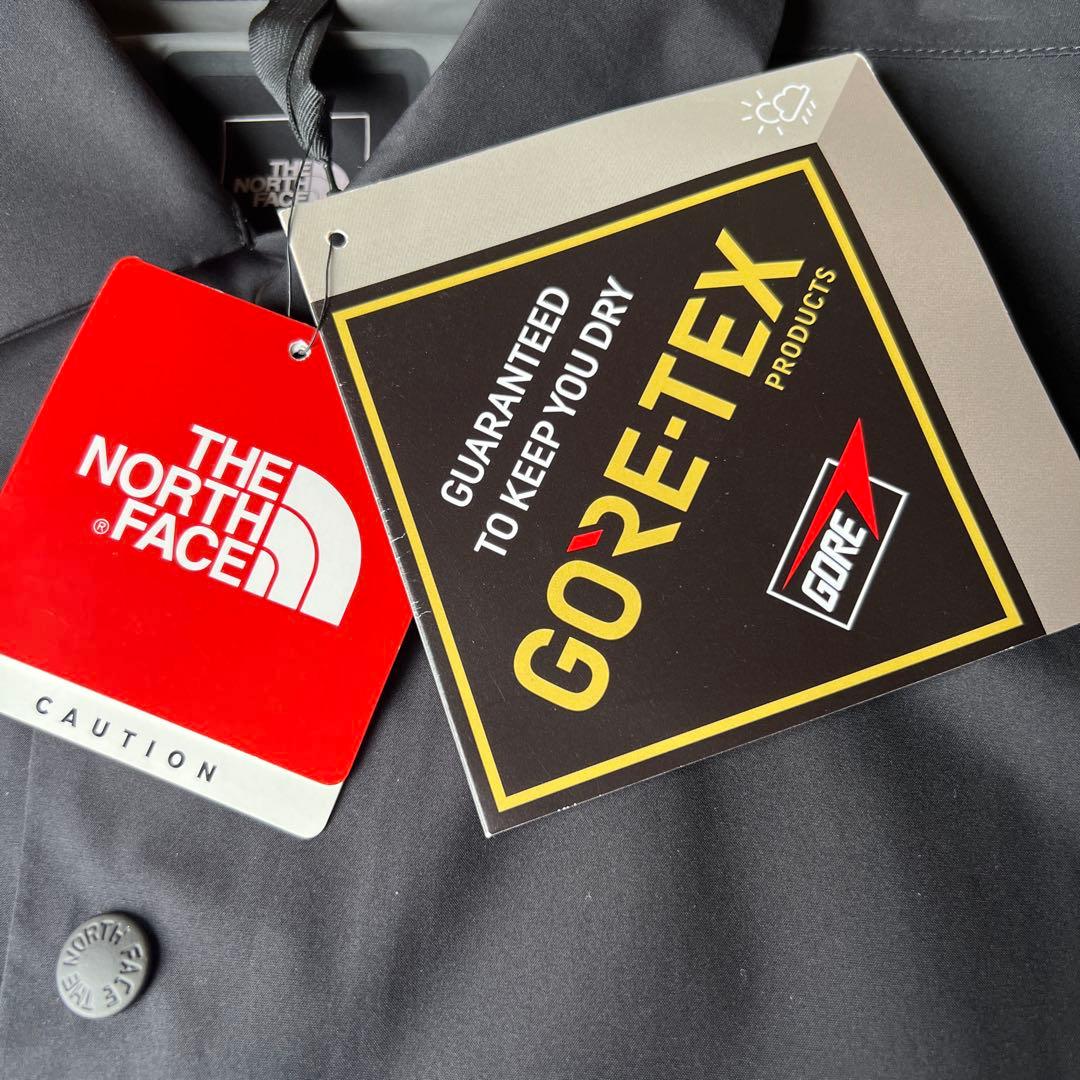 THE
NORTH
FACE
THE
NORTH
FACE
®
CAUTION
GUARANTEED
TO KEEP YOU DRY
GORE-TEX
PRODUCTS
GORE
THE NORTH FACE